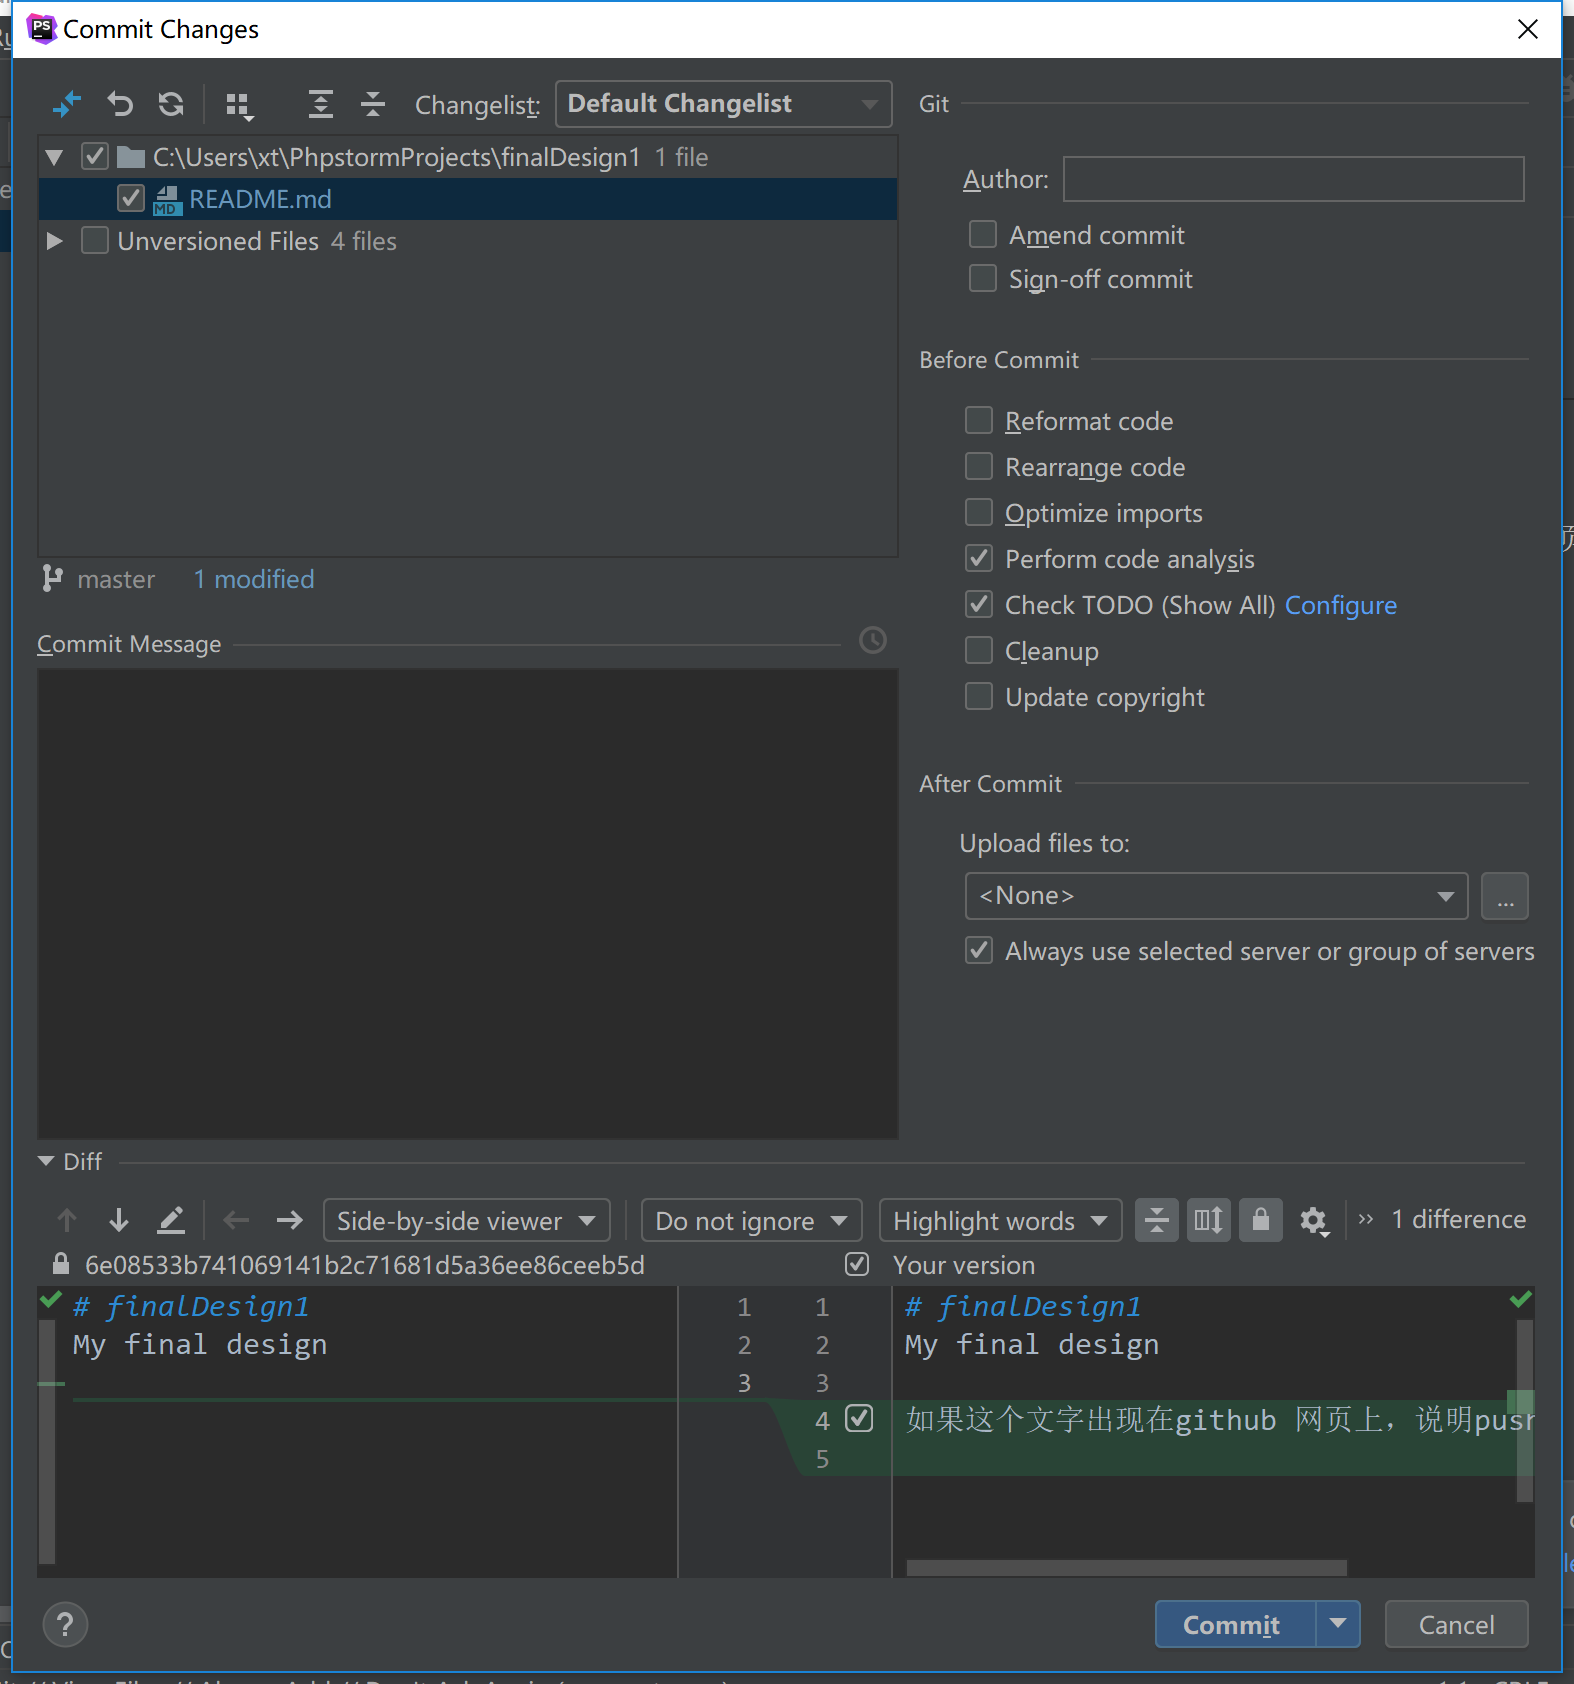 Commit Changes
Changelist: Default Changelist
C:\Users\xt\PhpstormProjects\finalDesign1 1 file
MD README.md
Unversioned Files 4 files
master 1 modified
Commit Message
Git
Author:
Amend commit
Sign-off commit
Before Commit
Reformat code
Rearrange code
Optimize imports
Perform code analysis
Check TODO (Show All) Configure
Cleanup
Update copyright
After Commit
Upload files to:
<None> ...
Always use selected server or group of servers
Diff
Side-by-side viewer Do not ignore Highlight words 1 difference
6e08533b741069141b2c71681d5a36ee86ceeb5d Your version
# finalDesign1 1 1 # finalDesign1
My final design 2 2 My final design
3 3
4 如果这个文字出现在github 网页上，说明push
5
? Commit Cancel